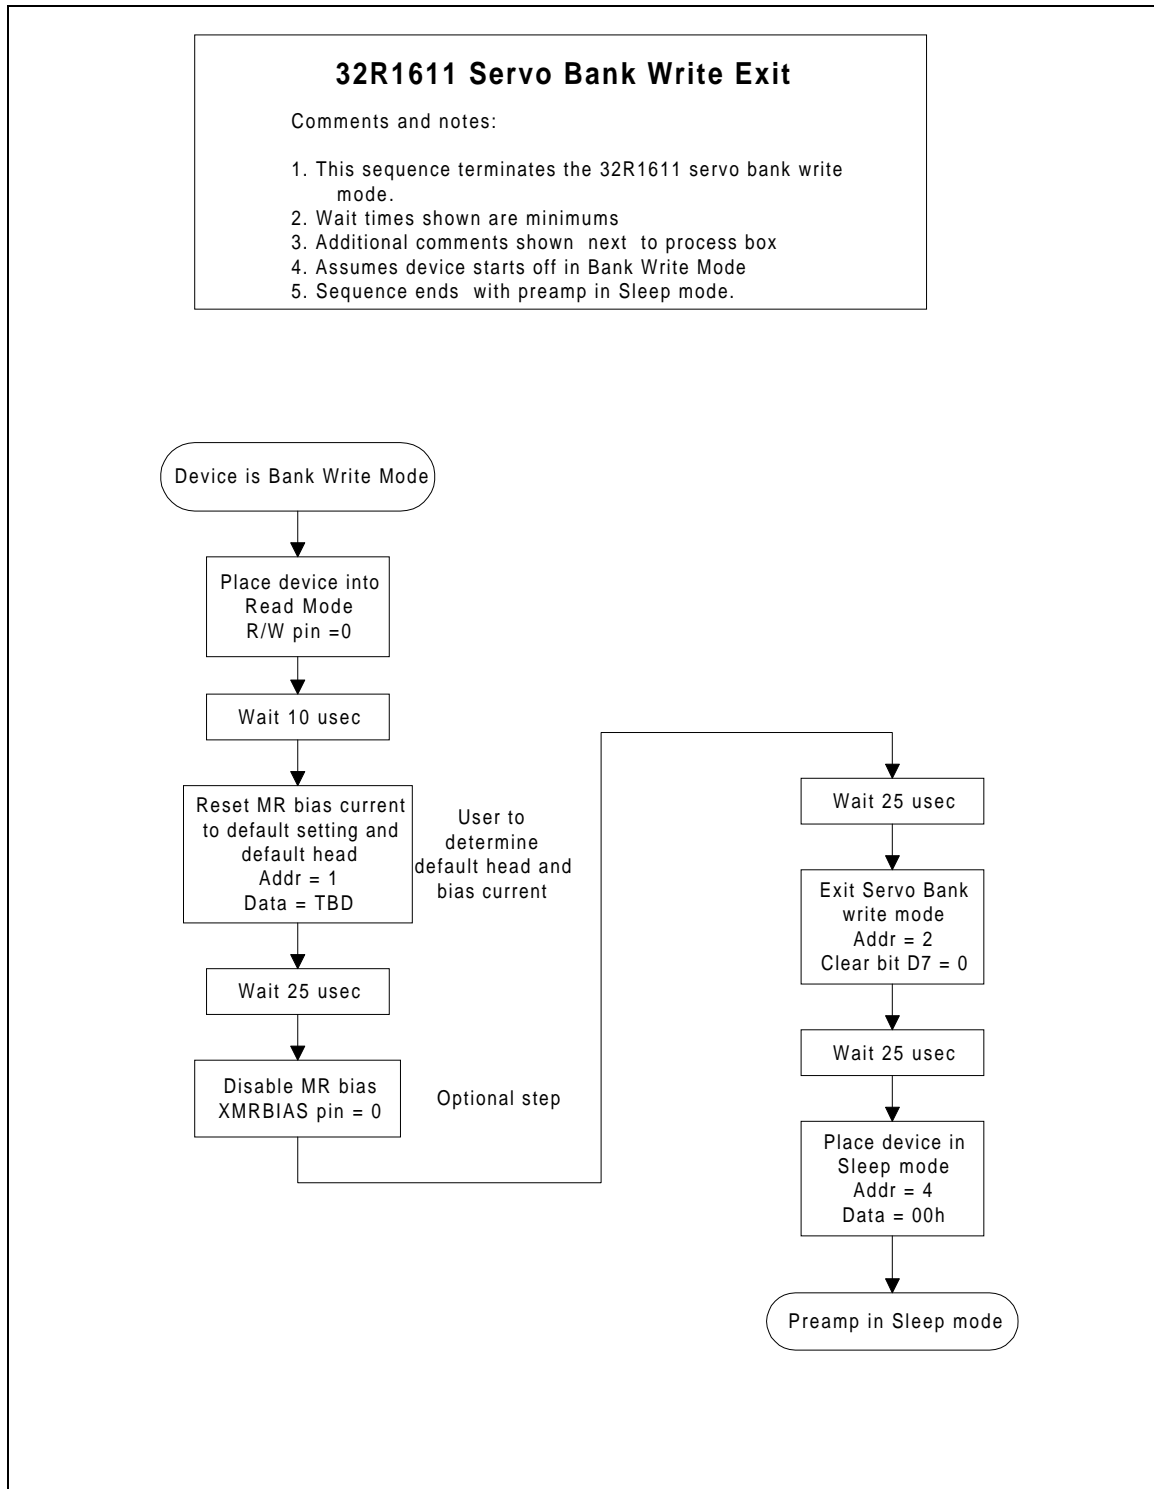 32R1611 Servo Bank Write Exit
Comments and notes:
1. This sequence terminates the 32R1611 servo bank write
mode.
2. Wait times shown are minimums
3. Additional comments shown next to process box
4. Assumes device starts off in Bank Write Mode
5. Sequence ends with preamp in Sleep mode.
Device is Bank Write Mode
Place device into
Read Mode
R/W pin =0
Wait 10 usec
Reset MR bias current
to default setting and
default head
Addr = 1
Data = TBD
User to
determine
default head and
bias current
Wait 25 usec
Disable MR bias
XMRBIAS pin = 0
Optional step
Wait 25 usec
Exit Servo Bank
write mode
Addr = 2
Clear bit D7 = 0
Wait 25 usec
Place device in
Sleep mode
Addr = 4
Data = 00h
Preamp in Sleep mode